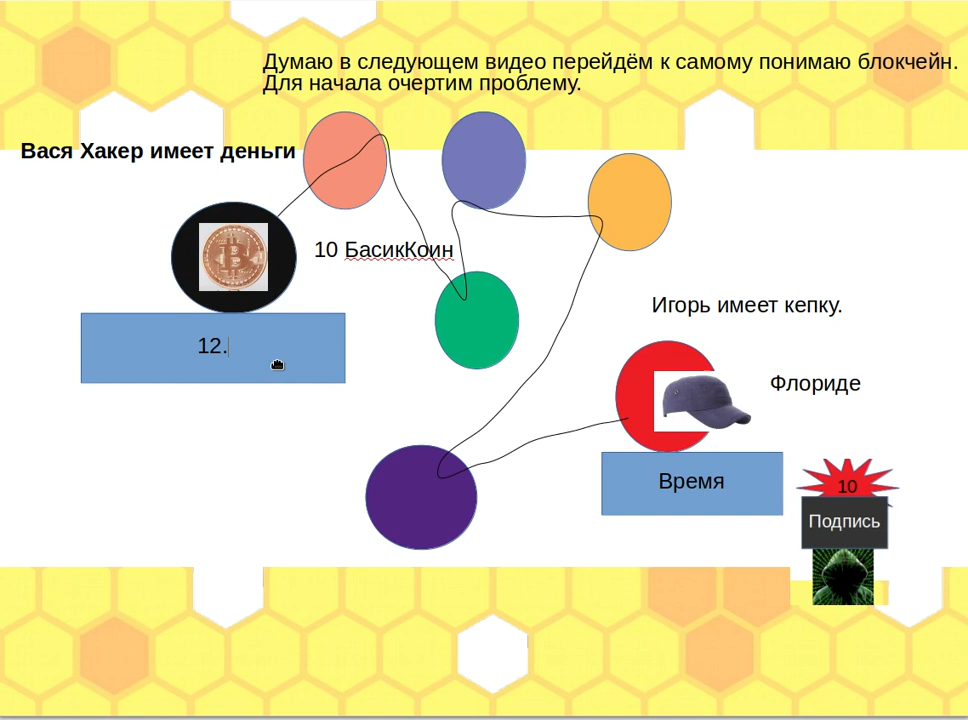 Думаю в следующем видео перейдём к самому понимаю блокчейн.
Для начала очертим проблему.
Вася Хакер имеет деньги
10 БасикКоин
Игорь имеет кепку.
12.
Флориде
Время
10
Подпись